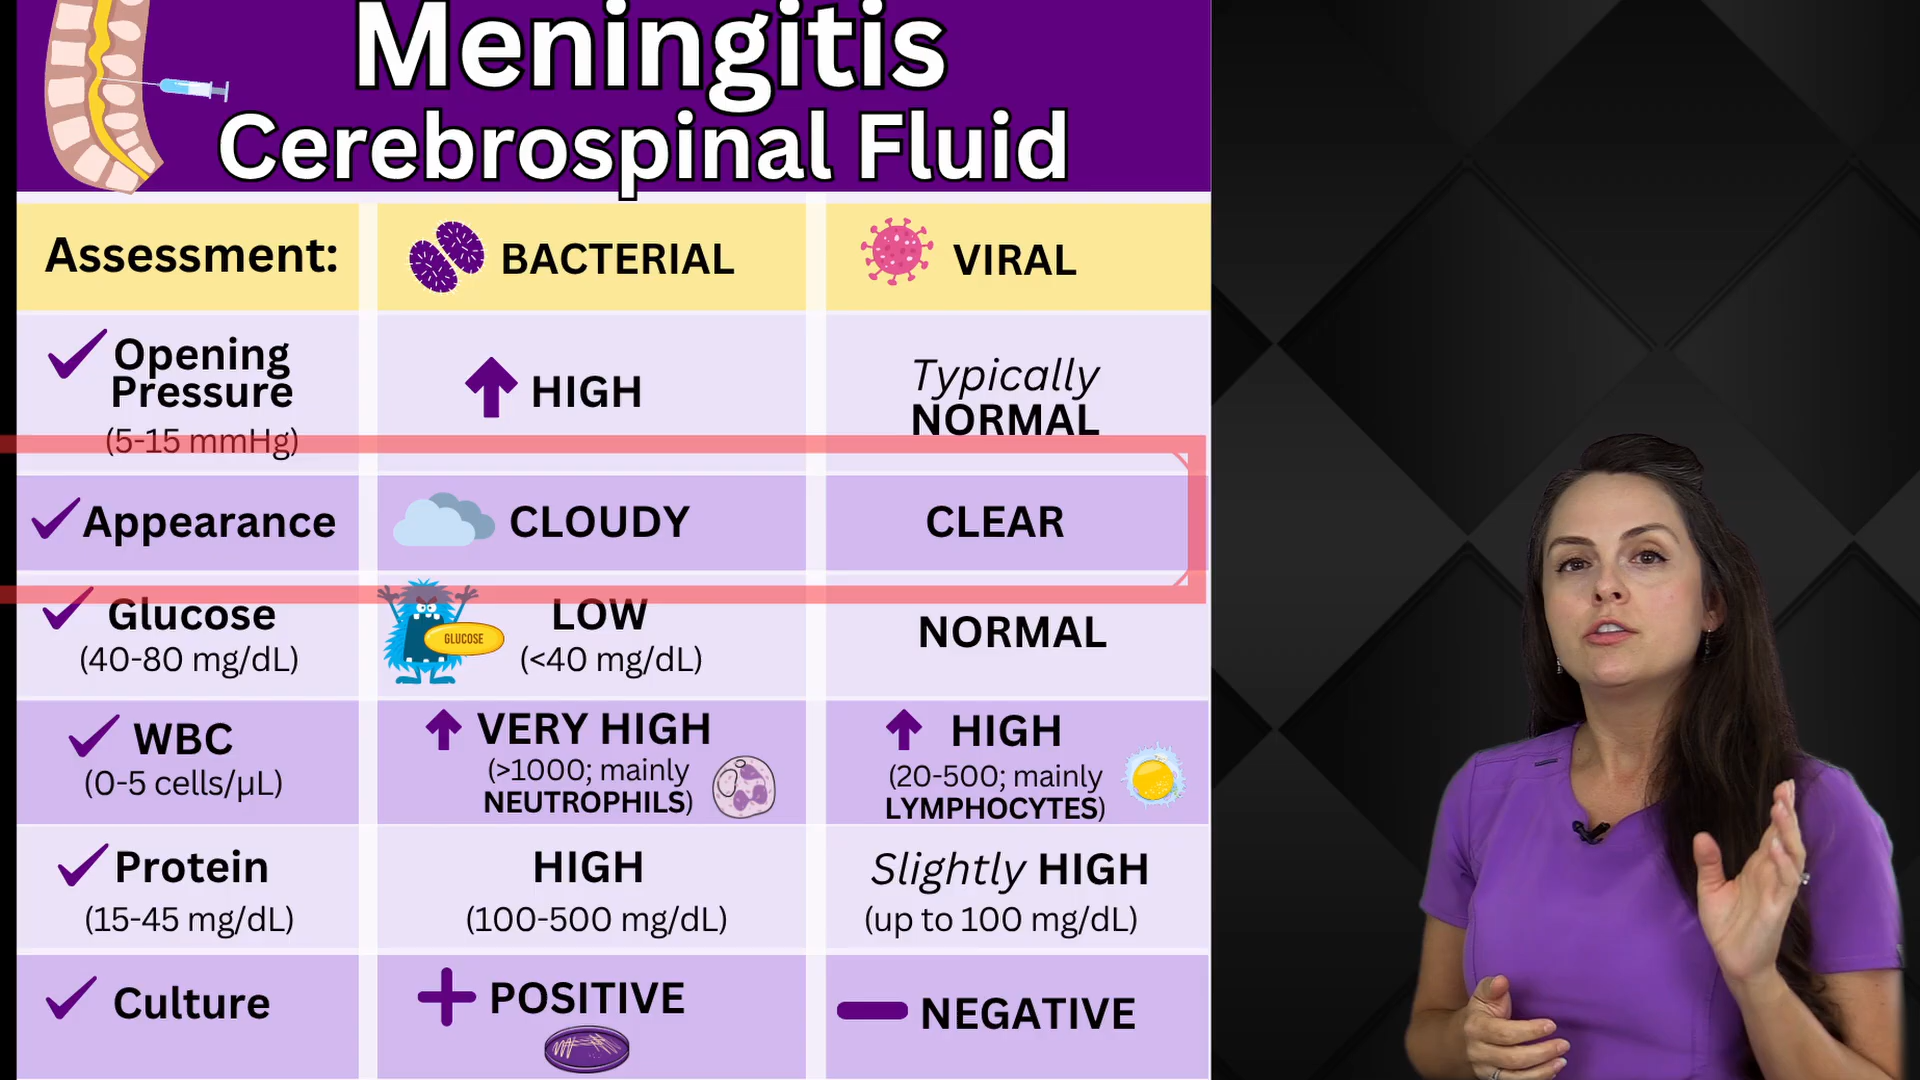 Meningitis
Cerebrospinal Fluid
Assessment:
BACTERIAL
VIRAL
Opening
Pressure
(5-15 mmHg)
HIGH
Typically
NORMAL
Appearance
CLOUDY
CLEAR
Glucose
(40-80 mg/dL)
GLUCOSE
LOW
(<40 mg/dL)
NORMAL
WBC
(0-5 cells/μL)
VERY HIGH
(>1000; mainly
NEUTROPHILS)
HIGH
(20-500; mainly
LYMPHOCYTES)
Protein
(15-45 mg/dL)
HIGH
(100-500 mg/dL)
Slightly HIGH
(up to 100 mg/dL)
Culture
POSITIVE
NEGATIVE